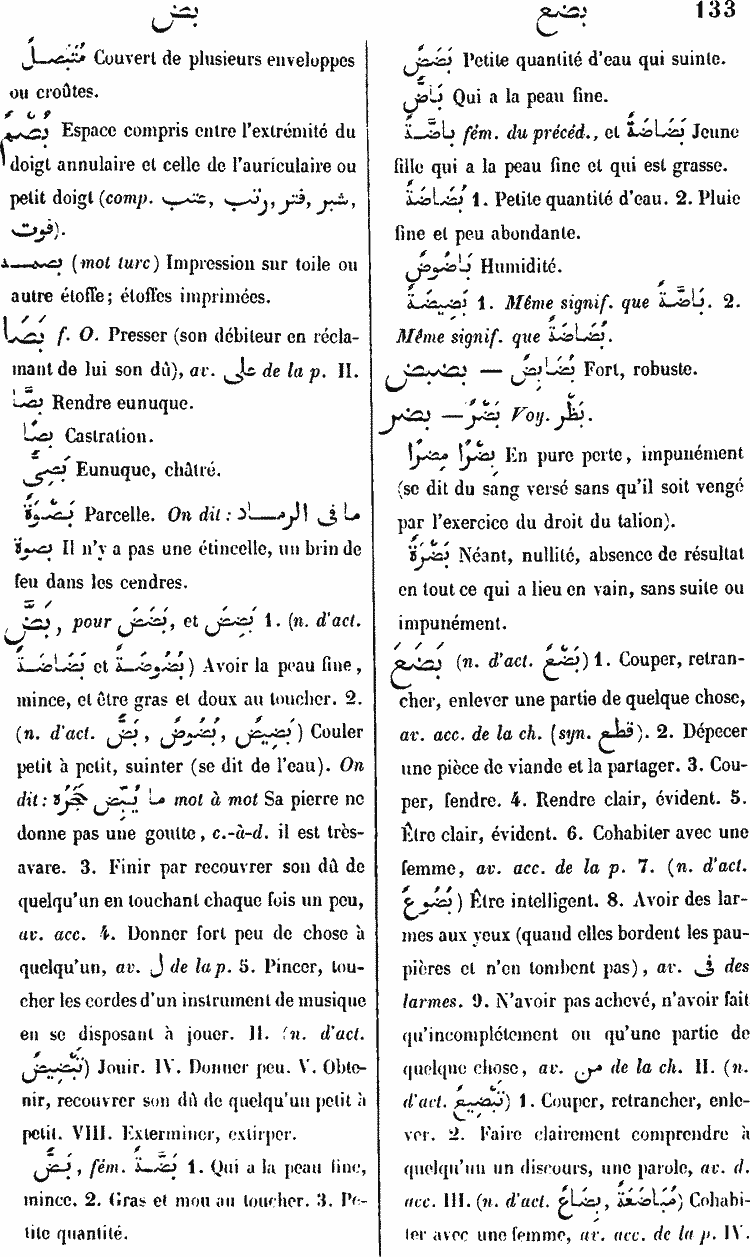 بض بضع 133
مُتَبَصِّلٌ Couvert de plusieurs enveloppes
ou croûtes.
بُصْمٌ Espace compris entre l'extrémité du
doigt annulaire et celle de l'auriculaire ou
petit doigt (comp. شبر, فتر, رتب, عتب,
فوت).
بصمه (mot turc) Impression sur toile ou
autre étoffe; étoffes imprimées.
بَصَا f. O. Presser (son débiteur en récla-
mant de lui son dû), av. على de la p. II.
بَصَّا Rendre eunuque.
بِصَا Castration.
بَصِيٌّ Eunuque, châtré.
بَصْوَةٌ Parcelle. On dit : ما فى الرماد
بصوة Il n'y a pas une étincelle, un brin de
feu dans les cendres.
بَضَّ, pour بَضَضَ, et بَضِضَ 1. (n. d'act.
بَضَاضَةٌ et بُضُوضَةٌ) Avoir la peau fine,
mince, et être gras et doux au toucher. 2.
(n. d'act. بَضٌّ, بُضُوضٌ, بَضِيضٌ) Couler
petit à petit, suinter (se dit de l'eau). On
dit : ما يَبِضُّ حَجَرُهُ mot à mot Sa pierre ne
donne pas une goutte, c.-à-d. il est très-
avare. 3. Finir par recouvrer son dû de
quelqu'un en touchant chaque fois un peu,
av. acc. 4. Donner fort peu de chose à
quelqu'un, av. ل de la p. 5. Pincer, tou-
cher les cordes d'un instrument de musique
en se disposant à jouer. II. (n. d'act.
تَبْضِيضٌ) Jouir. IV. Donner peu. V. Obte-
nir, recouvrer son dû de quelqu'un petit à
petit. VIII. Exterminer, extirper.
بَضٌّ, fém. بَضَّةٌ 1. Qui a la peau fine,
mince. 2. Gras et mou au toucher. 3. Pe-
tite quantité.
بَضَضٌ Petite quantité d'eau qui suinte.
بَاضٌّ Qui a la peau fine.
بَاضَّةٌ fém. du précéd., et بَضَاضَةٌ Jeune
fille qui a la peau fine et qui est grasse.
بُضَاضَةٌ 1. Petite quantité d'eau. 2. Pluie
fine et peu abondante.
بَاضُوضٌ Humidité.
بَضِيضَةٌ 1. Même signif. que بَاضَّةٌ. 2.
Même signif. que بُضَاضَةٌ.
بضبض — بُضَابِضٌ Fort, robuste.
بضر — بَضْرٌ Voy. بَظْرٌ.
بِضْرًا مِضْرًا En pure perte, impunément
(se dit du sang versé sans qu'il soit vengé
par l'exercice du droit du talion).
بَضْرَةٌ Néant, nullité, absence de résultat
en tout ce qui a lieu en vain, sans suite ou
impunément.
بَضَعَ (n. d'act. بَضْعٌ) 1. Couper, retran-
cher, enlever une partie de quelque chose,
av. acc. de la ch. (syn. قطع). 2. Dépecer
une pièce de viande et la partager. 3. Cou-
per, fendre. 4. Rendre clair, évident. 5.
Être clair, évident. 6. Cohabiter avec une
femme, av. acc. de la p. 7. (n. d'act.
بُضُوعٌ) Être intelligent. 8. Avoir des lar-
mes aux yeux (quand elles bordent les pau-
pières et n'en tombent pas), av. فى des
larmes. 9. N'avoir pas achevé, n'avoir fait
qu'incomplétement ou qu'une partie de
quelque chose, av. من de la ch. II. (n.
d'act. تَبْضِيعٌ) 1. Couper, retrancher, enle-
ver. 2. Faire clairement comprendre à
quelqu'un un discours, une parole, av. d.
acc. III. (n. d'act. بِضَاعٌ, مُبَاضَعَةٌ) Cohabi-
ter avec une femme, av. acc. de la p. IV.